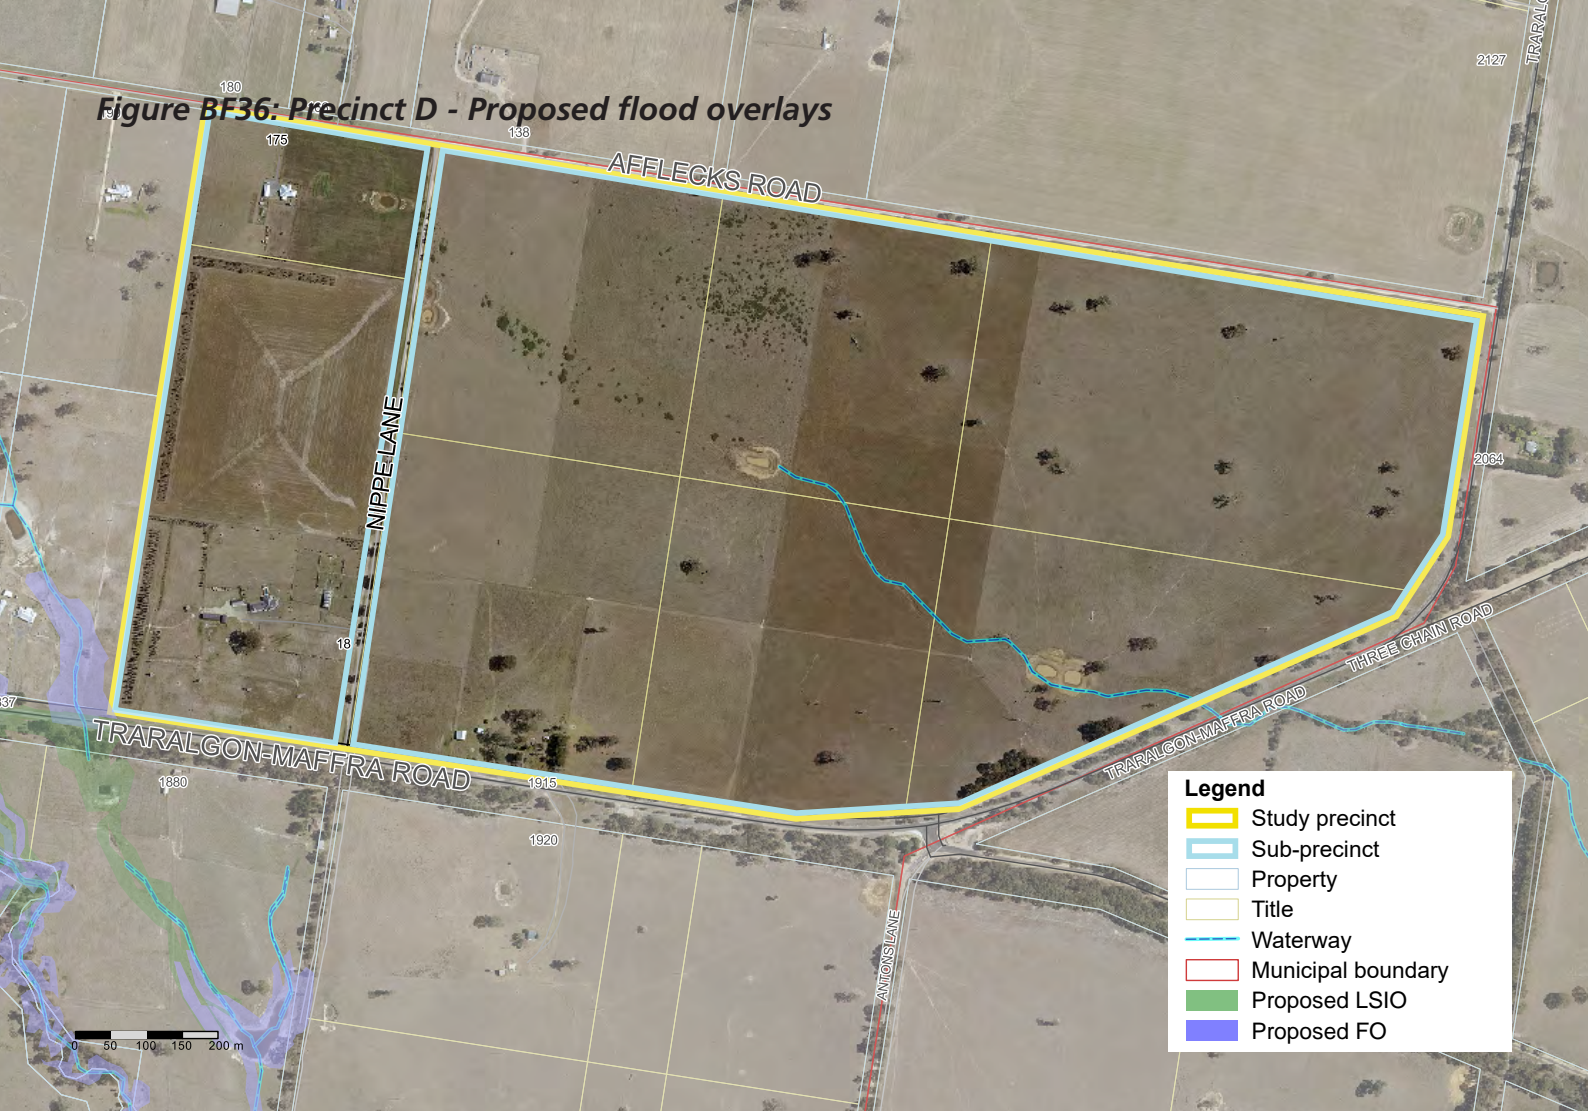 2127
180
Figure BF36: Precinct D - Proposed flood overlays
175
138
AFFLECKS ROAD
NIPPE LANE
2064
18
THREE CHAIN ROAD
TRARALGON-MAFFRA ROAD
37
TRARALGON-MAFFRA ROAD
1880
1915
1920
ANTONS LANE
Legend
Study precinct
Sub-precinct
Property
Title
Waterway
Municipal boundary
Proposed LSIO
Proposed FO
0 50 100 150 200 m